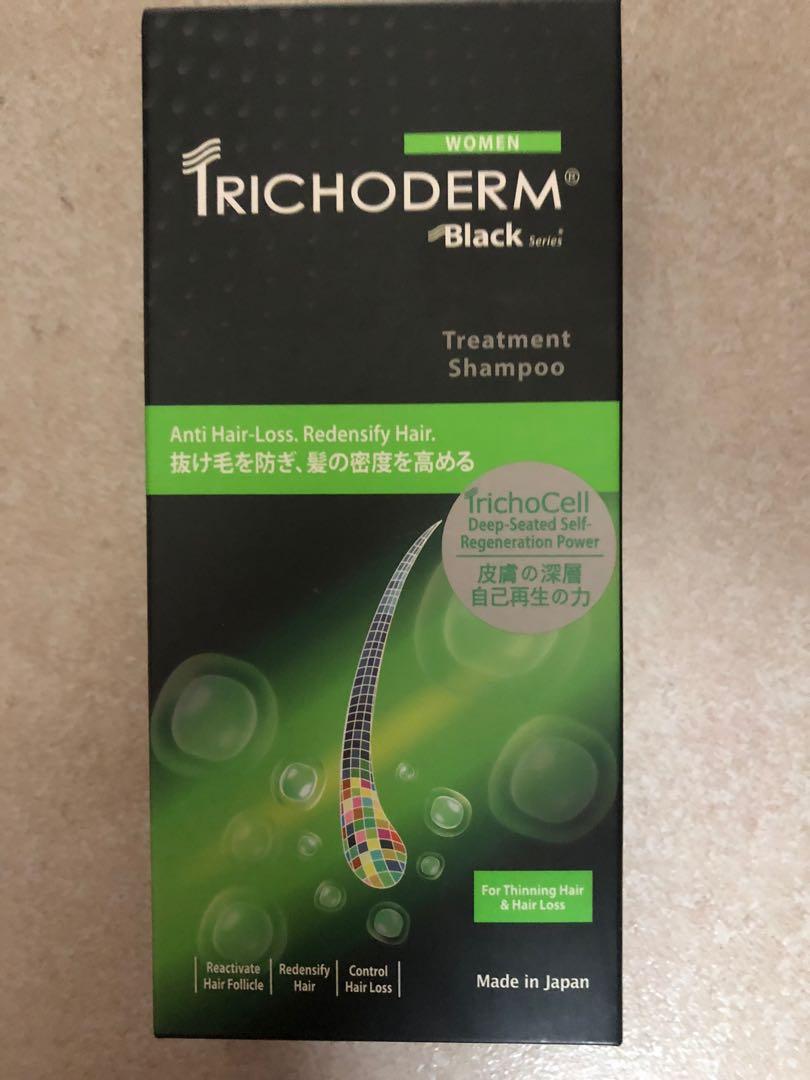 WOMEN
TRICHODERM®
Black Series®
Treatment
Shampoo
Anti Hair-Loss. Redensify Hair.
抜け毛を防ぎ、髪の密度を高める
TrichoCell
Deep-Seated Self-
Regeneration Power
皮膚の深層
自己再生の力
For Thinning Hair
& Hair Loss
Reactivate
Hair Follicle
Redensify
Hair
Control
Hair Loss
Made in Japan